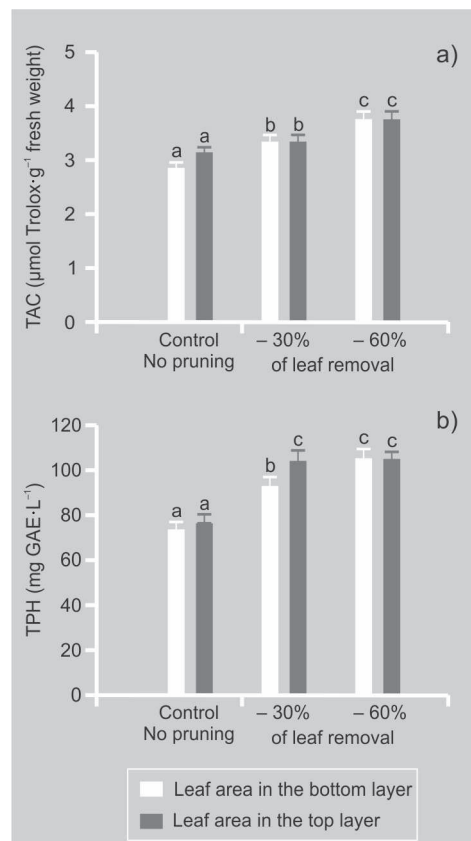 a)
TAC (μmol Trolox·g⁻¹ fresh weight)
5
4
3
2
1
0
a a
b b
c c
Control
No pruning
– 30% – 60%
of leaf removal
b)
TPH (mg GAE·L⁻¹)
120
100
80
60
40
20
0
a a
b c
c c
Control
No pruning
– 30% – 60%
of leaf removal
Leaf area in the bottom layer
Leaf area in the top layer